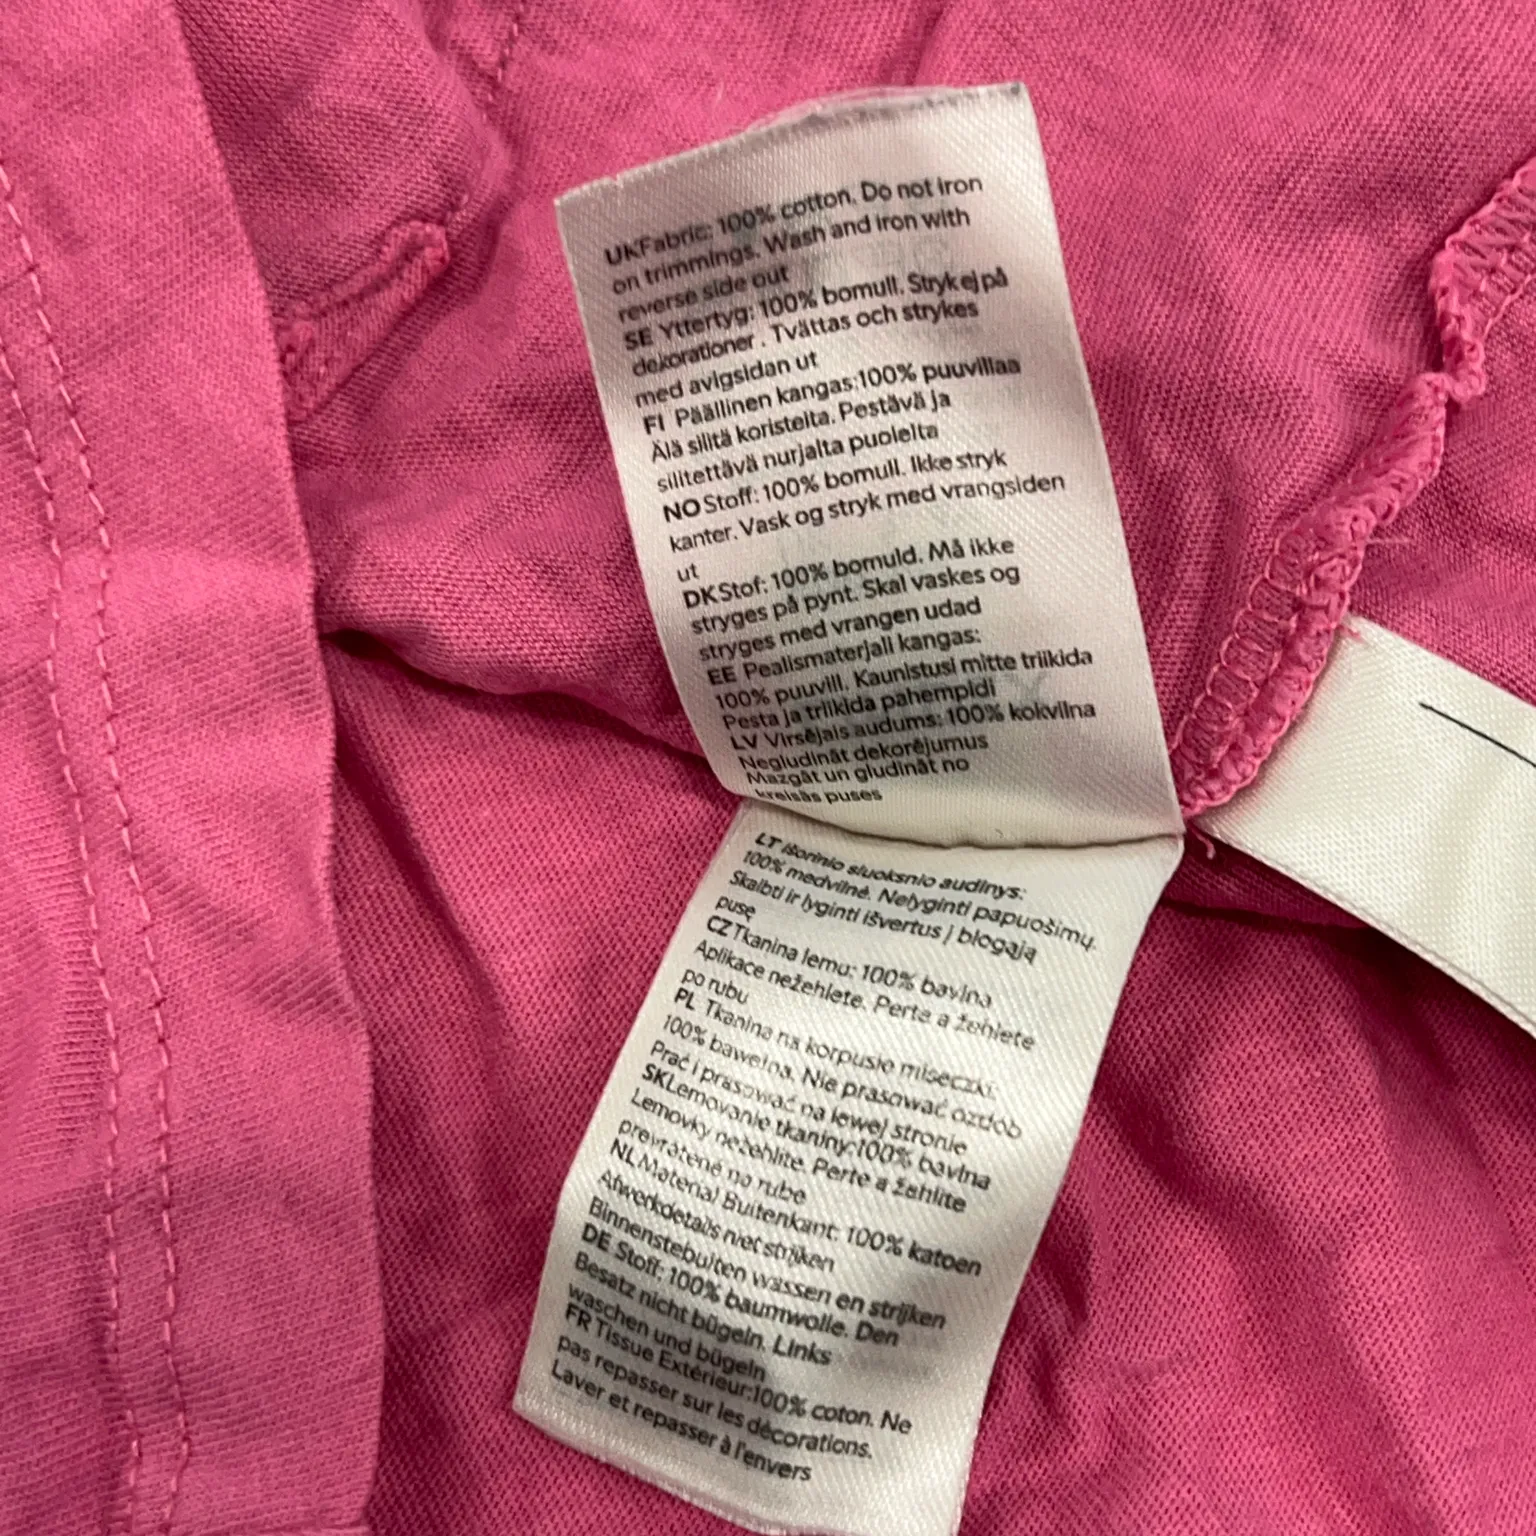 UKFabric: 100% cotton. Do not iron
on trimmings. Wash and iron with
reverse side out
SE Yttertyg: 100% bomull. Stryk ej på
dekorationer . Tvättas och strykes
med avigsidan ut
FI Päällinen kangas:100% puuvillaa
Älä silitä koristeita. Pestävä ja
silitettävä nurjalta puolelta
NO Stoff: 100% bomull. Ikke stryk
kanter. Vask og stryk med vrangsiden
ut
DK Stof: 100% bomuld. Må ikke
stryges på pynt. Skal vaskes og
stryges med vrangen udad
EE Pealismaterjali kangas:
100% puuvill. Kaunistusi mitte triikida
Pesta ja triikida pahempidi
LV Virsējais audums: 100% kokvilna
Negludināt dekorējumus
Mazgāt un gludināt no
kreisās puses
LT išorinio sluoksnio audinys:
100% medvilnė. Nelyginti papuošimų.
Skalbti ir lyginti išvertus į blogąją
pusę
CZ Tkanina lemu: 100% bavlna
Aplikace nežehlete. Perte a žehlete
po rubu
PL Tkanina na korpusie miseczki:
100% bawełna. Nie prasować ozdób
Prać i prasować na lewej stronie
SKLemovanie tkaniny:100% bavlna
Lemovky nežehlite. Perte a žehlite
prevrátené na rube
NL Material Buitenkant: 100% katoen
Afwerkdetails niet strijken
Binnenstebuiten wassen en strijken
DE Stoff: 100% baumwolle. Den
Besatz nicht bügeln. Links
waschen und bügeln
FR Tissue Extérieur:100% coton. Ne
pas repasser sur les décorations.
Laver et repasser à l'envers